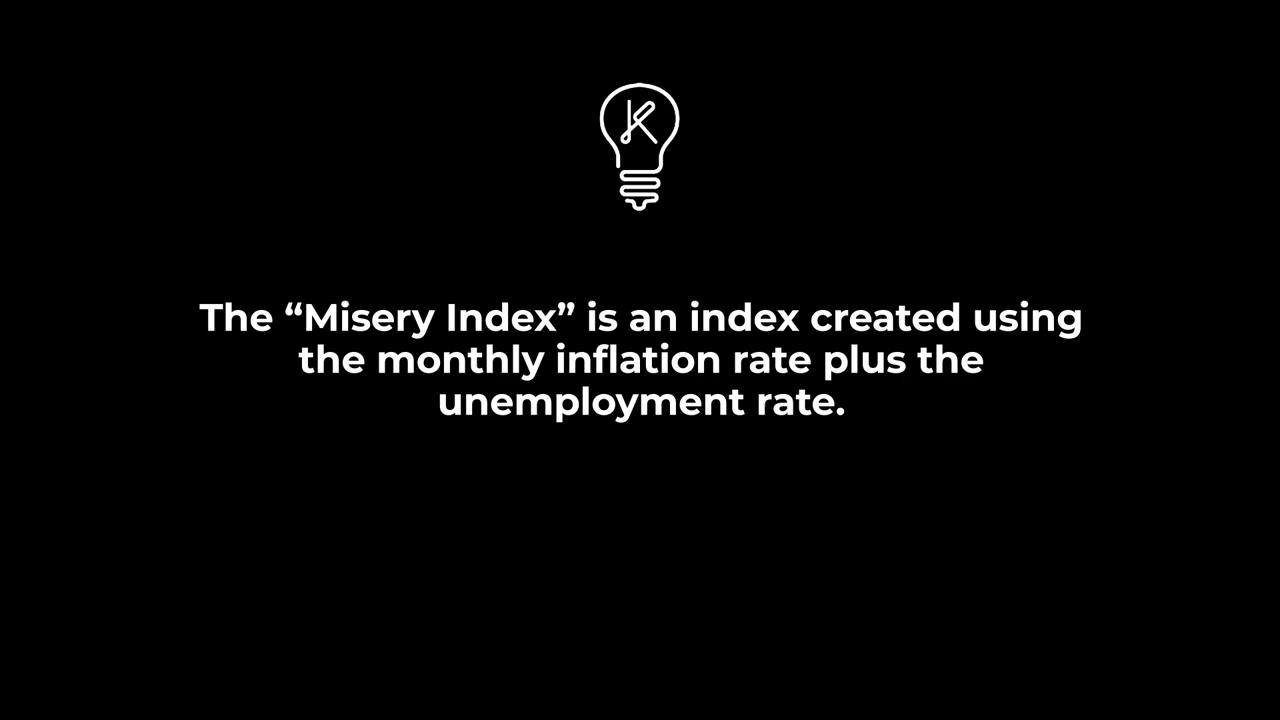 K
The “Misery Index” is an index created using
the monthly inflation rate plus the
unemployment rate.